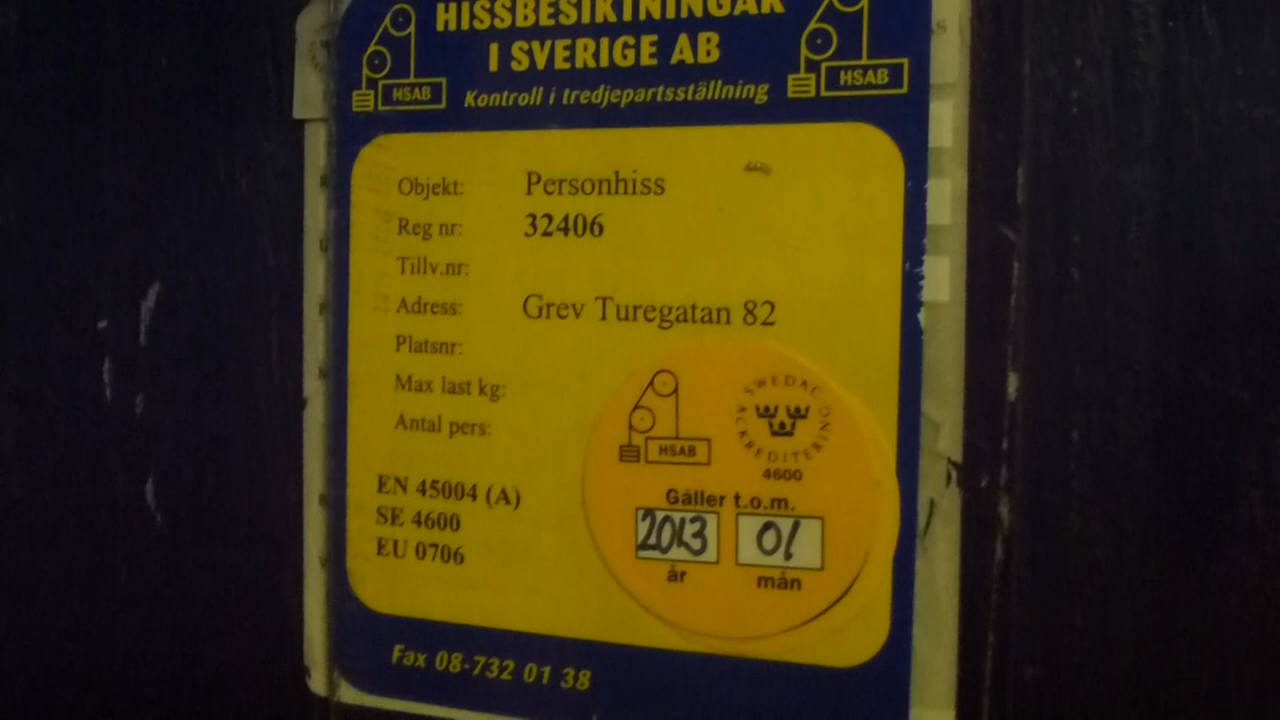 HISSBESIKTNINGAR
I SVERIGE AB
Kontroll i tredjepartsställning
HSAB
HSAB
Objekt: Personhiss
Reg nr: 32406
Tillv.nr:
Adress: Grev Turegatan 82
Platsnr:
Max last kg:
Antal pers:
EN 45004 (A)
SE 4600
EU 0706
HSAB
SWEDAC ACKREDITERING
4600
Gäller t.o.m.
2013 01
år mån
Fax 08-732 01 38